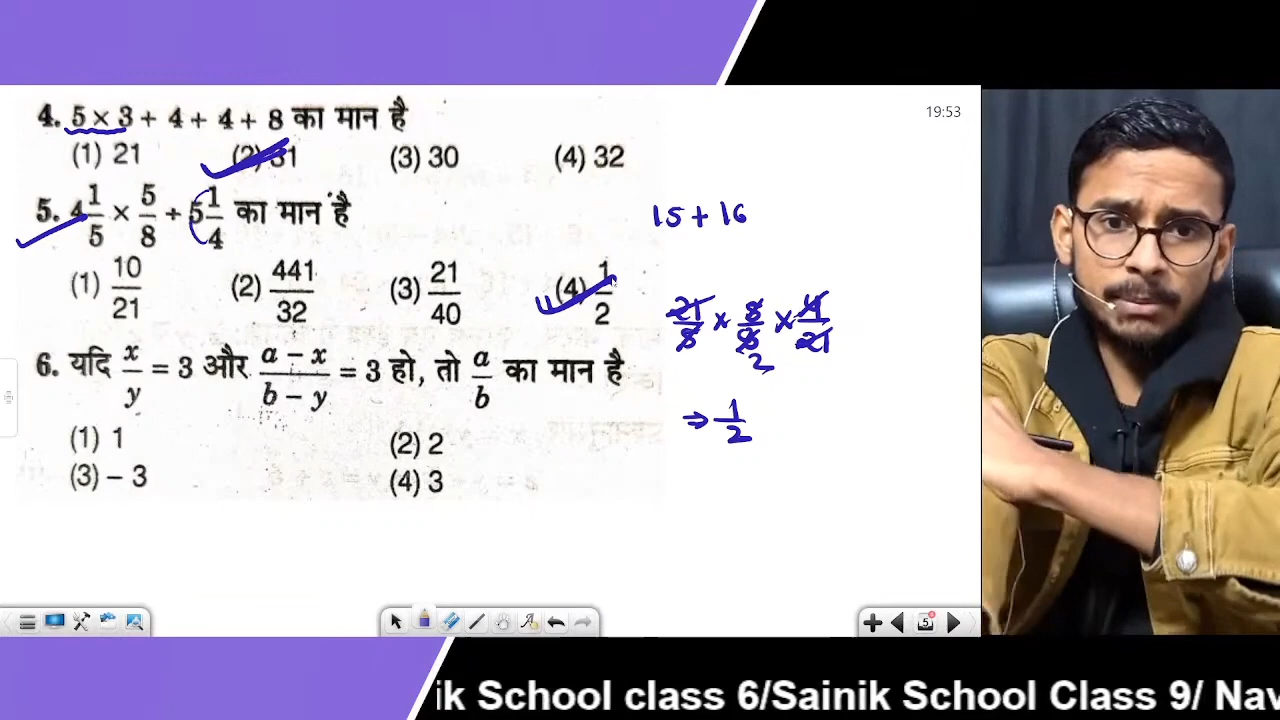 4. 5 × 3 + 4 + 4 + 8 का मान है
(1) 21 (2) 31 (3) 30 (4) 32
5. 4 1/5 × 5/8 ÷ 5 1/4 का मान है
(1) 10/21 (2) 441/32 (3) 21/40 (4) 1/2
6. यदि x/y = 3 और (a − x)/(b − y) = 3 हो, तो a/b का मान है
(1) 1 (2) 2
(3) − 3 (4) 3
19:53
15 + 16
21/5 × 5/8 × 4/21
2
⇒ 1/2
5
ik School class 6/Sainik School Class 9/ Nav